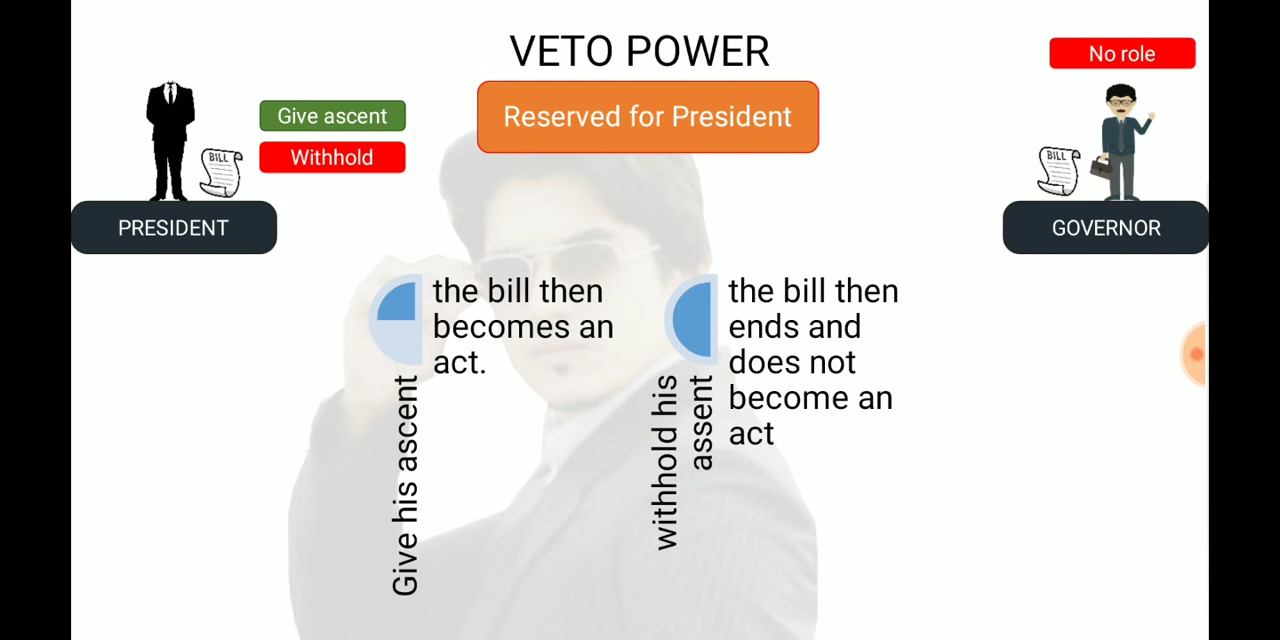 VETO POWER
No role
Reserved for President
Give ascent
Withhold
BILL
BILL
PRESIDENT
GOVERNOR
the bill then
becomes an
act.
Give his ascent
the bill then
ends and
does not
become an
act
withhold his
assent